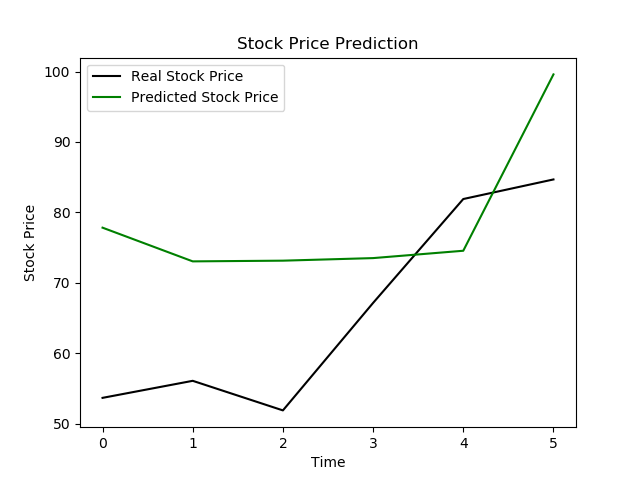 Stock Price Prediction
Real Stock Price
Predicted Stock Price
Stock Price
100
90
80
70
60
50
0 1 2 3 4 5
Time